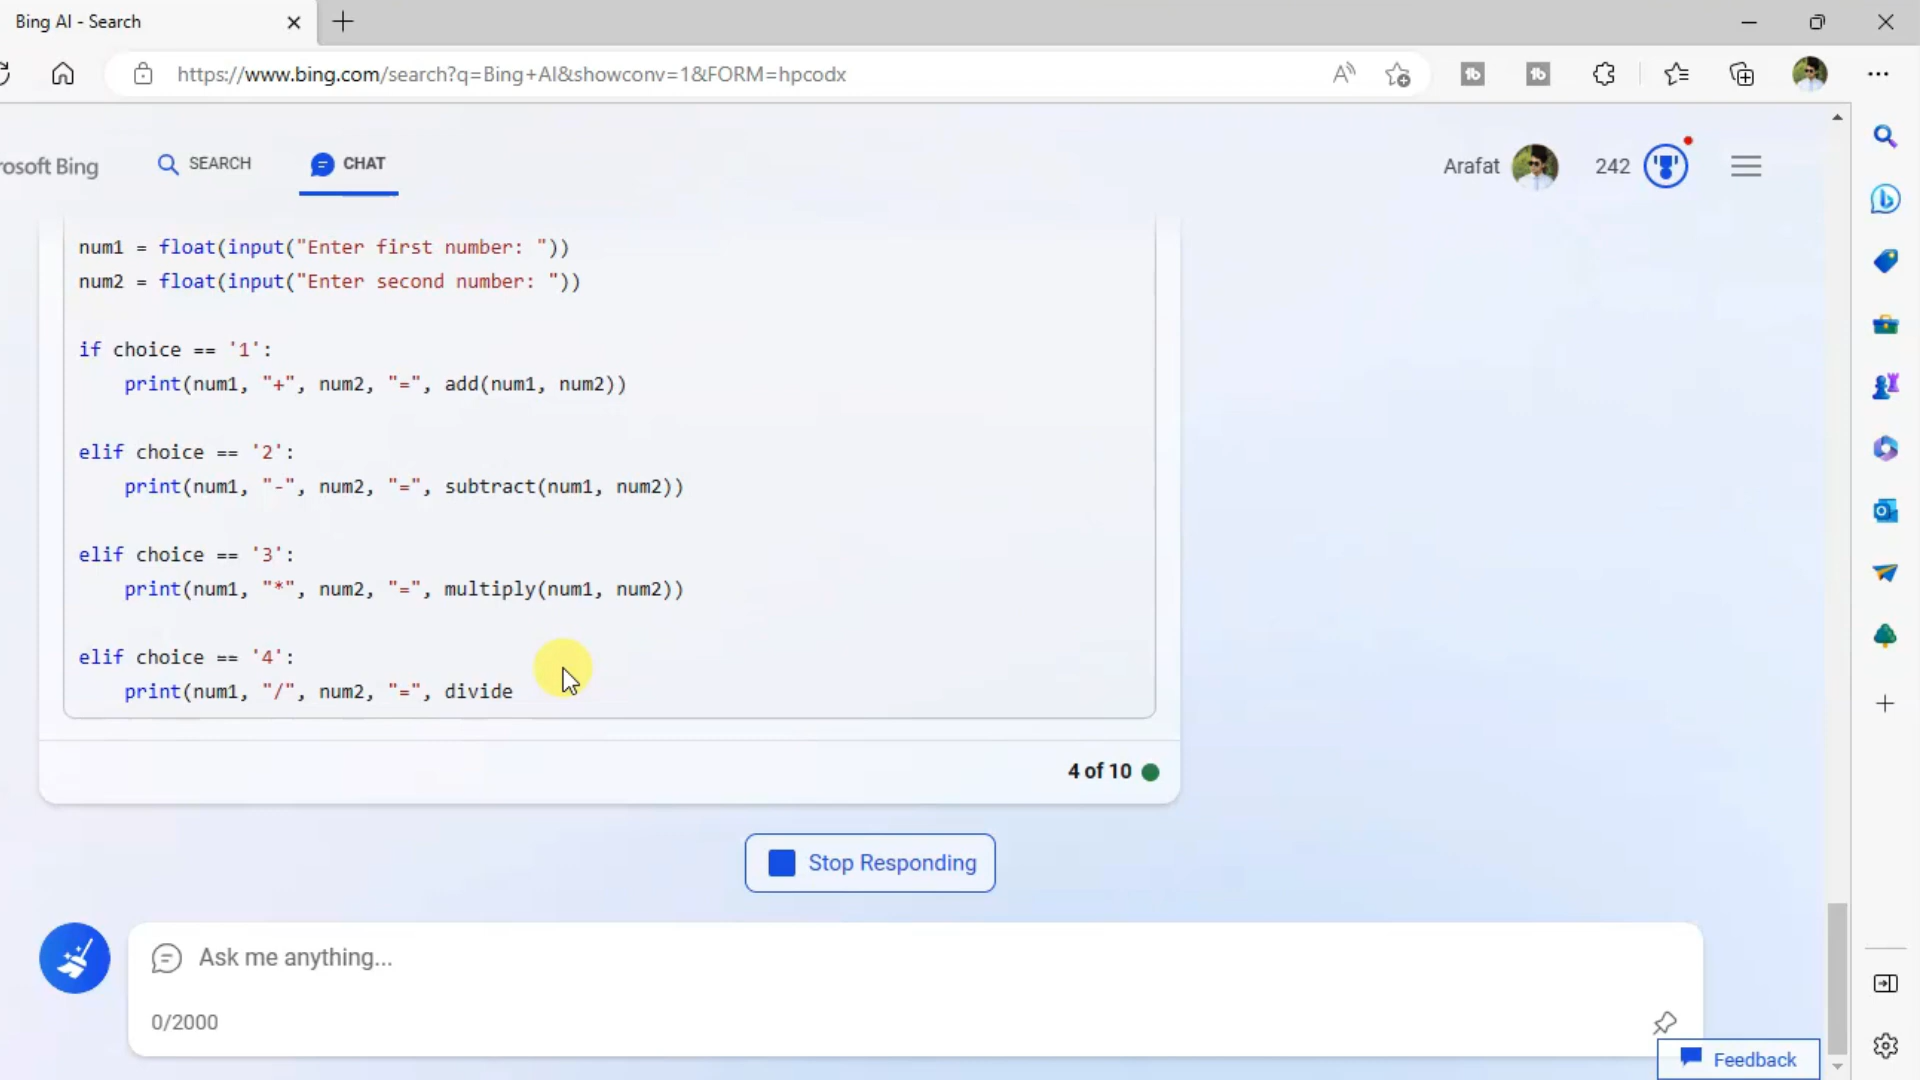 Bing AI - Search
https://www.bing.com/search?q=Bing+AI&showconv=1&FORM=hpcodx
rosoft Bing
SEARCH
CHAT
Arafat
242
num1 = float(input("Enter first number: "))
num2 = float(input("Enter second number: "))
if choice == '1':
print(num1, "+", num2, "=", add(num1, num2))
elif choice == '2':
print(num1, "-", num2, "=", subtract(num1, num2))
elif choice == '3':
print(num1, "*", num2, "=", multiply(num1, num2))
elif choice == '4':
print(num1, "/", num2, "=", divide
4 of 10
Stop Responding
Ask me anything...
0/2000
Feedback